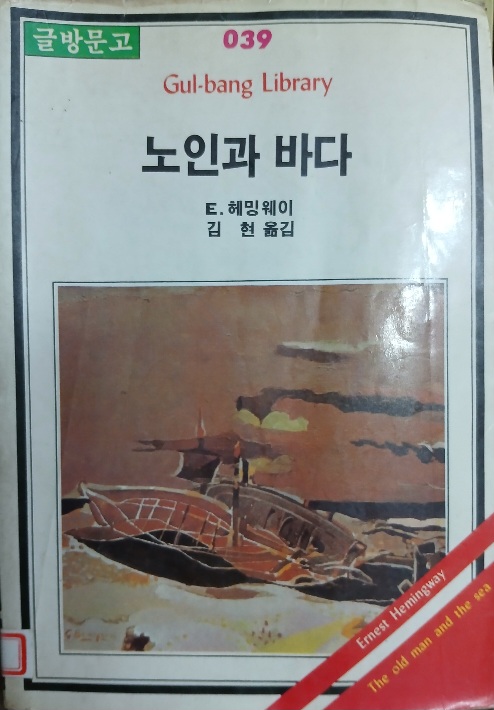 글방문고
039
Gul-bang Library
노인과 바다
E. 헤밍웨이
김 현 옮김
Ernest Hemingway
The old man and the sea